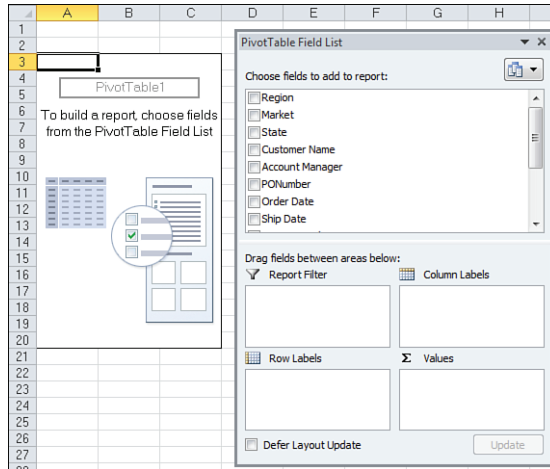 A B C D E F G H
1
2
3
4
5
6
7
8
9
10
11
12
13
14
15
16
17
18
19
20
21
22
23
24
25
26
27
PivotTable1
To build a report, choose fields
from the PivotTable Field List
PivotTable Field List
Choose fields to add to report:
Region
Market
State
Customer Name
Account Manager
PONumber
Order Date
Ship Date
Drag fields between areas below:
Report Filter
Column Labels
Row Labels
Σ Values
Defer Layout Update
Update